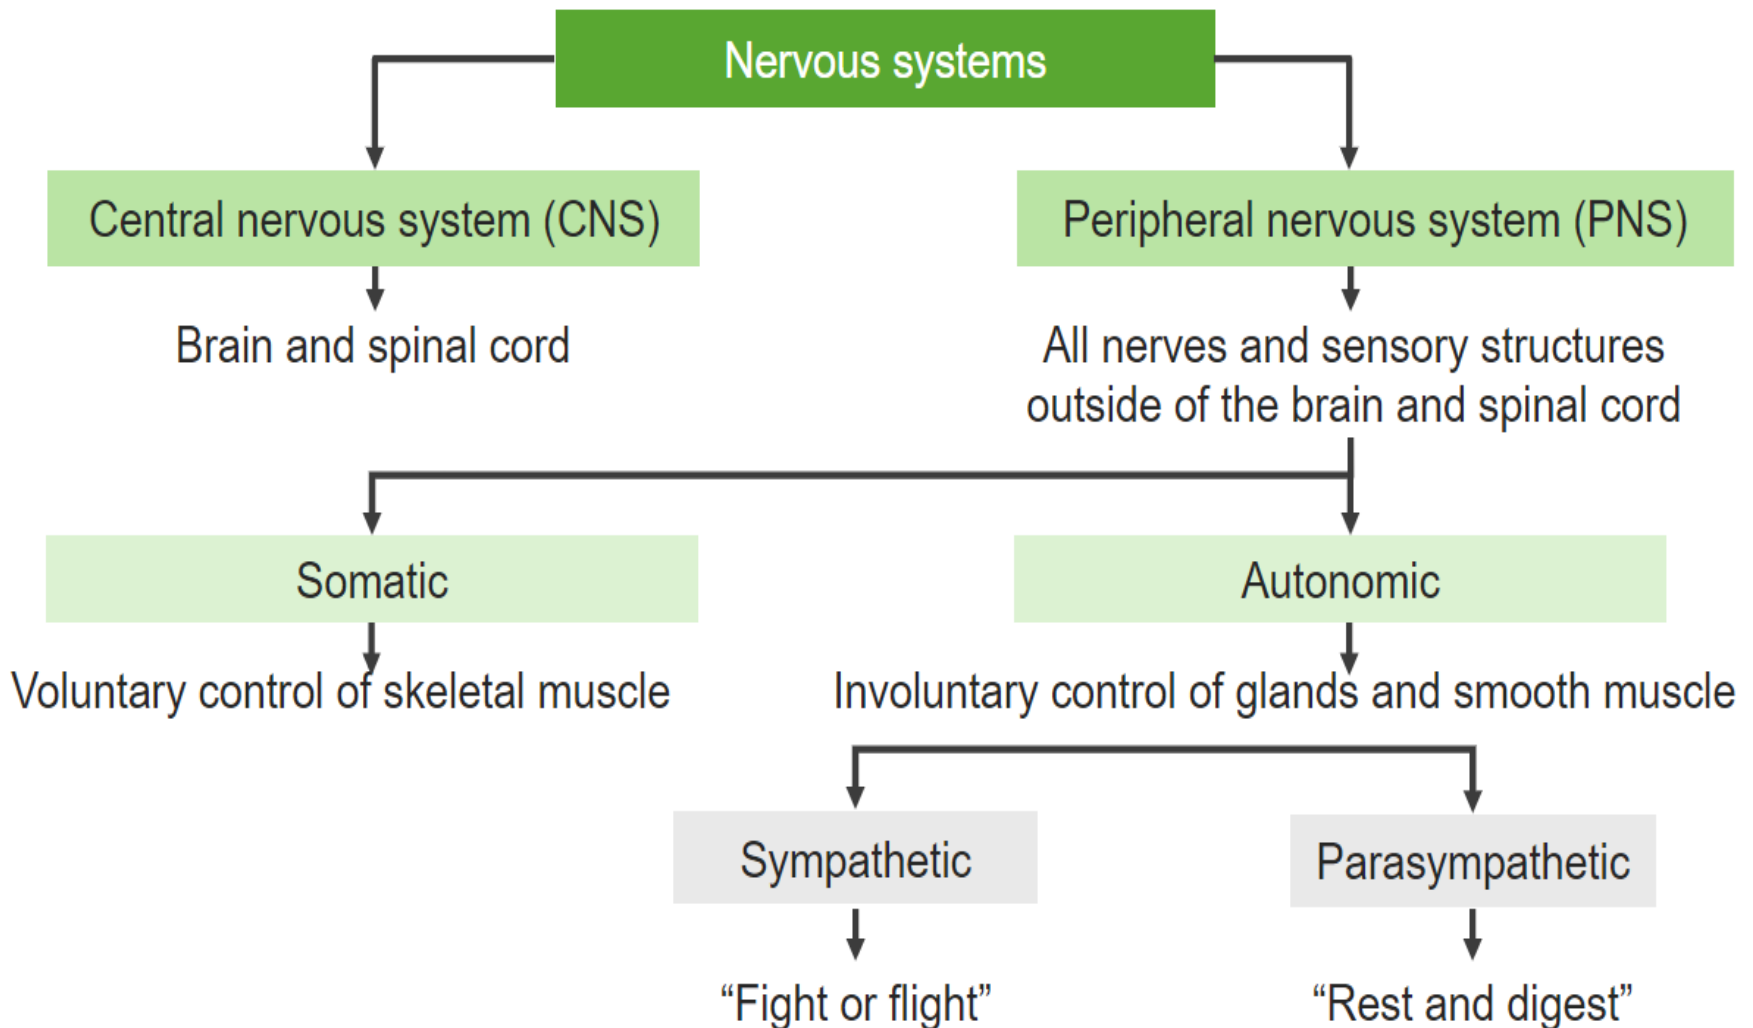 Nervous systems
Central nervous system (CNS)
Peripheral nervous system (PNS)
Brain and spinal cord
All nerves and sensory structures
outside of the brain and spinal cord
Somatic
Autonomic
Voluntary control of skeletal muscle
Involuntary control of glands and smooth muscle
Sympathetic
Parasympathetic
“Fight or flight”
“Rest and digest”